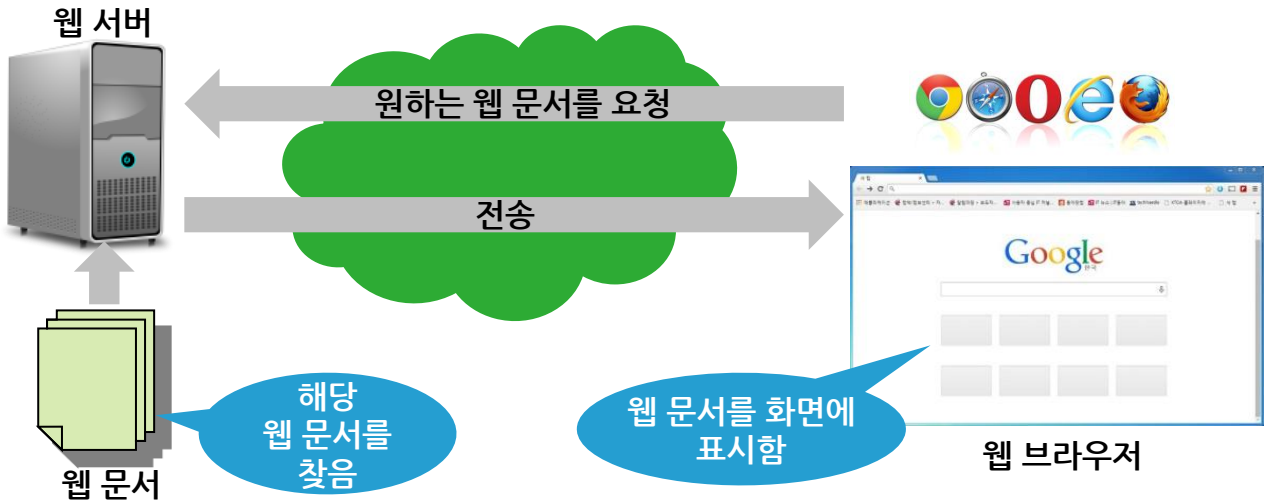 웹 서버
원하는 웹 문서를 요청
전송
Google
한국
해당
웹 문서를
찾음
웹 문서를 화면에
표시함
웹 문서
웹 브라우저